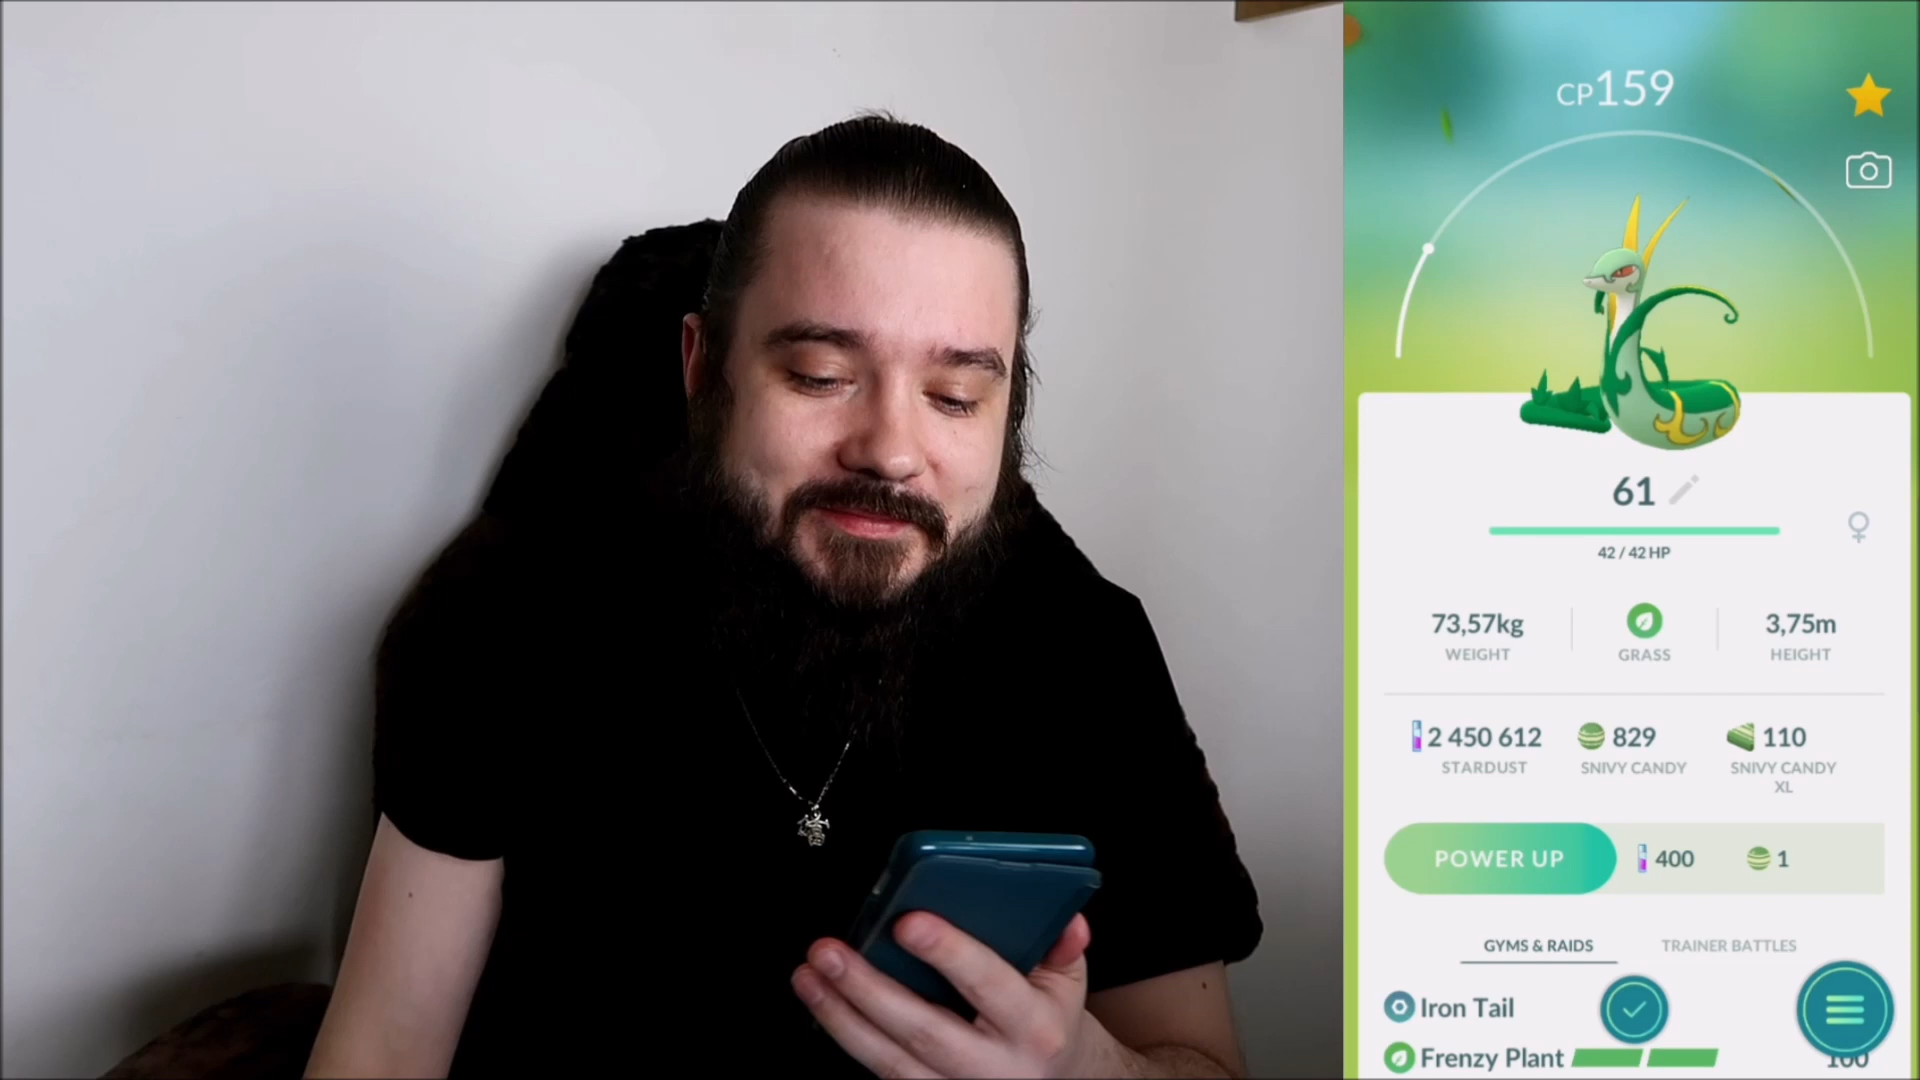 CP159
61
42 / 42 HP
73,57kg
WEIGHT
GRASS
3,75m
HEIGHT
2 450 612
STARDUST
829
SNIVY CANDY
110
SNIVY CANDY
XL
POWER UP
400
1
GYMS & RAIDS
TRAINER BATTLES
Iron Tail
Frenzy Plant
100